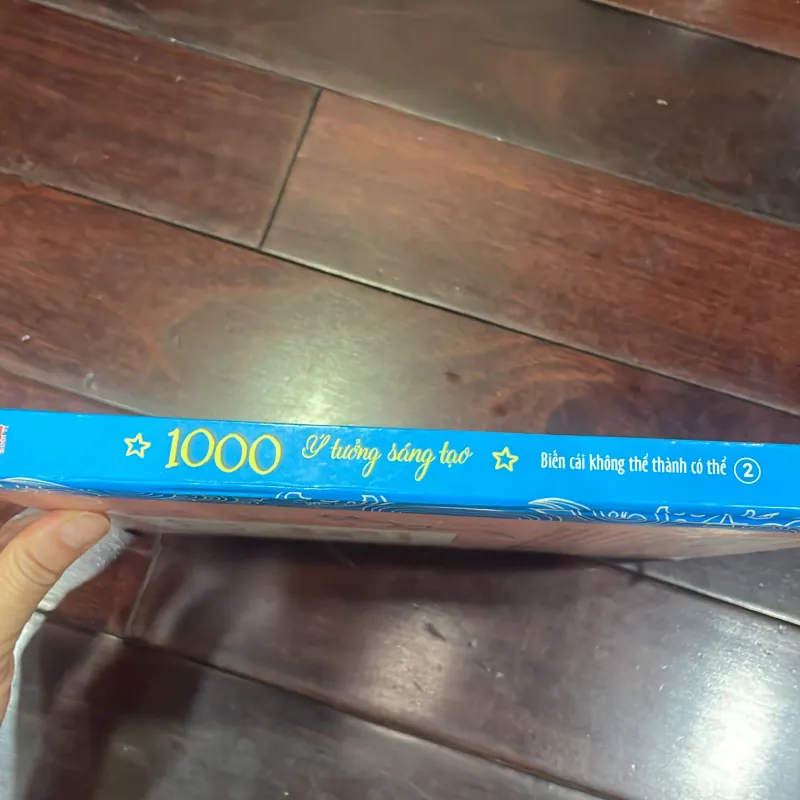 1000 Ý tưởng sáng tạo Biến cái không thể thành có thể 2